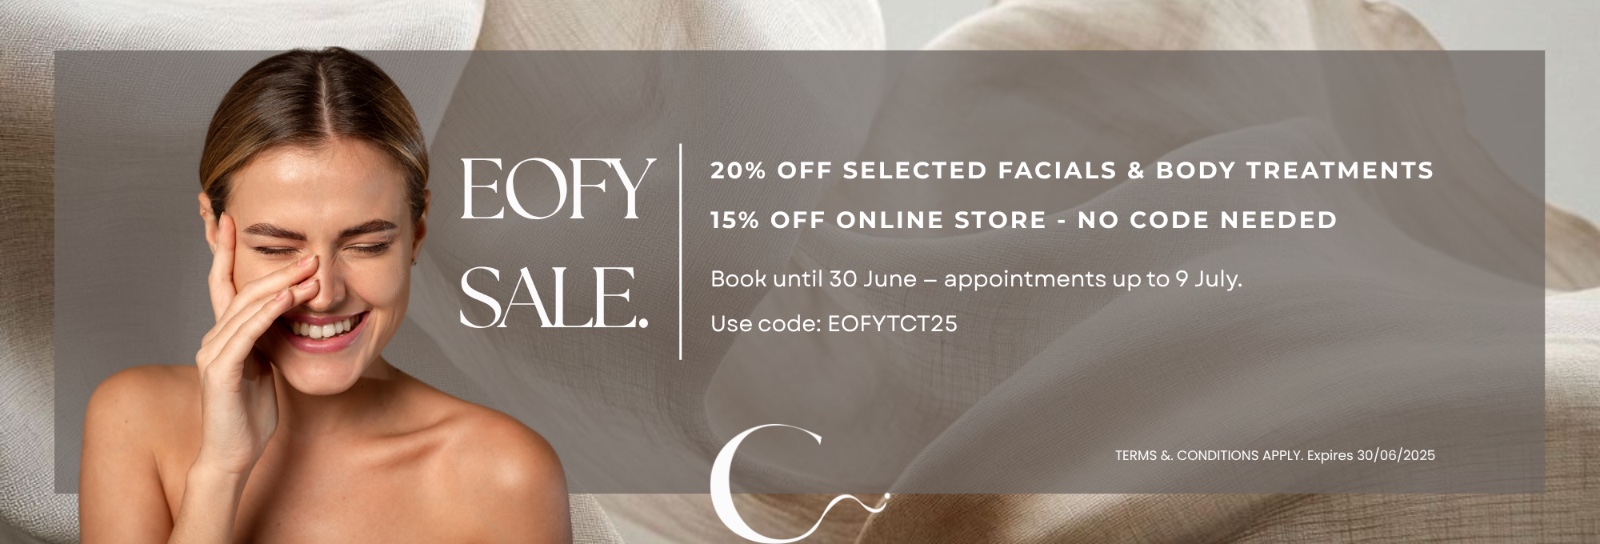 EOFY
SALE.
20% OFF SELECTED FACIALS & BODY TREATMENTS
15% OFF ONLINE STORE - NO CODE NEEDED
Book until 30 June – appointments up to 9 July.
Use code: EOFYTCT25
C
TERMS &. CONDITIONS APPLY. Expires 30/06/2025